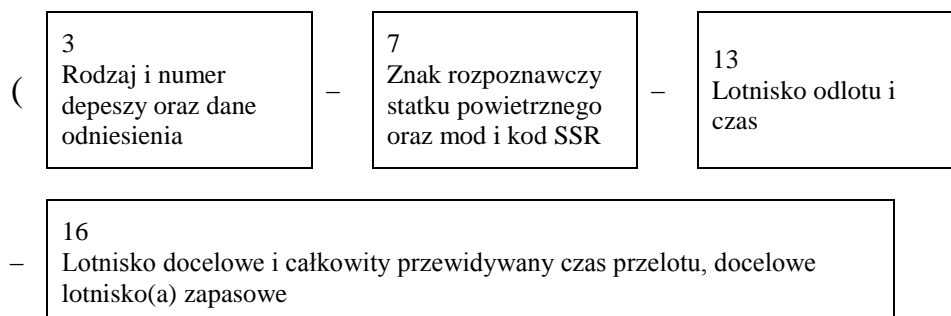 3
Rodzaj i numer
depeszy oraz dane
odniesienia
7
Znak rozpoznawczy
statku powietrznego
oraz mod i kod SSR
13
Lotnisko odlotu i
czas
( – –
16
Lotnisko docelowe i całkowity przewidywany czas przelotu, docelowe
lotnisko(a) zapasowe
–